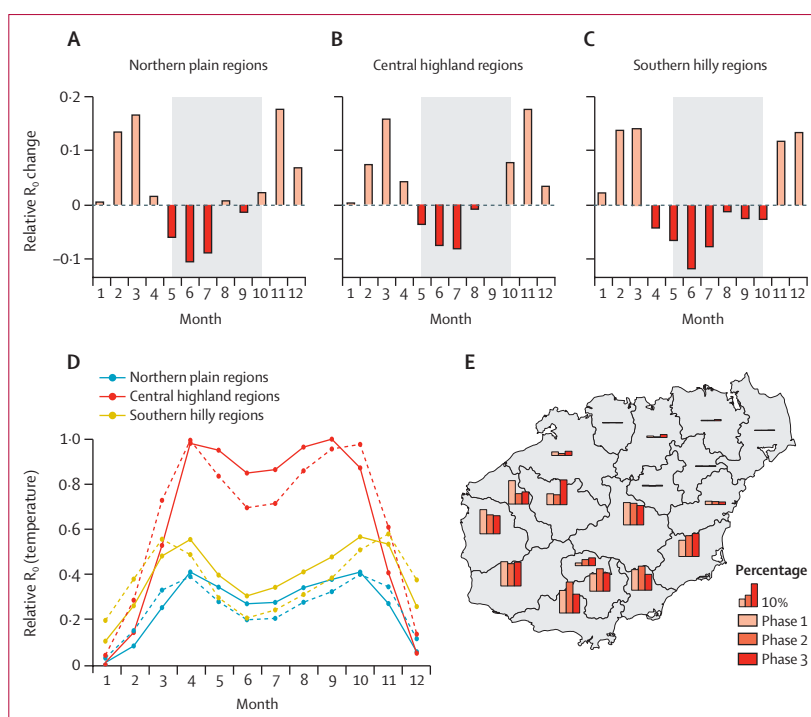 A
Northern plain regions
0·2
0·1
0
–0·1
Relative R0 change
1 2 3 4 5 6 7 8 9 10 11 12
Month
B
Central highland regions
1 2 3 4 5 6 7 8 9 10 11 12
Month
C
Southern hilly regions
1 2 3 4 5 6 7 8 9 10 11 12
Month
D
Northern plain regions
Central highland regions
Southern hilly regions
1·0
0·8
0·6
0·4
0·2
0
Relative R0 (temperature)
1 2 3 4 5 6 7 8 9 10 11 12
Month
E
Percentage
10%
Phase 1
Phase 2
Phase 3